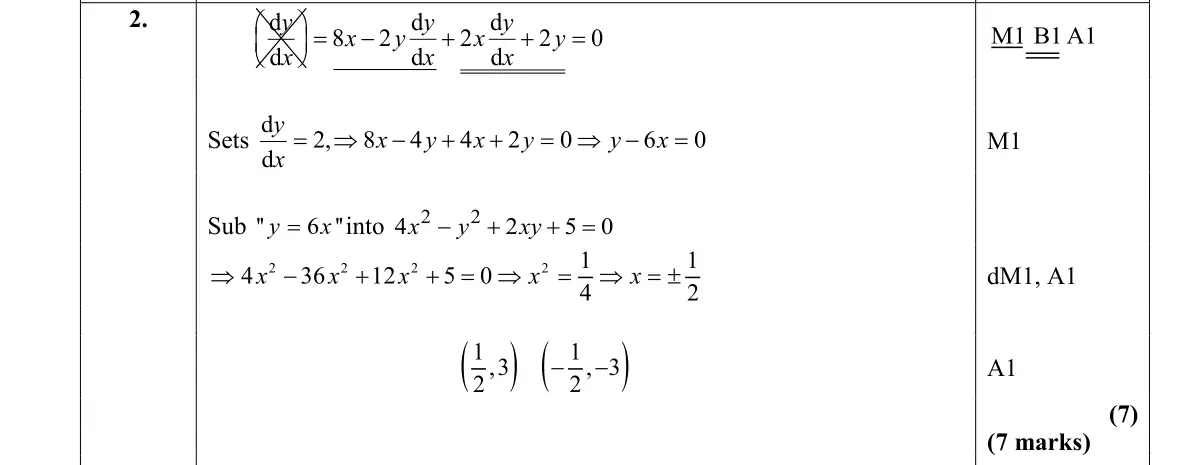 2. (dy/dx) = 8x − 2y dy/dx + 2x dy/dx + 2y = 0 M1 B1 A1
Sets dy/dx = 2, ⇒ 8x − 4y + 4x + 2y = 0 ⇒ y − 6x = 0 M1
Sub "y = 6x" into 4x² − y² + 2xy + 5 = 0
⇒ 4x² − 36x² + 12x² + 5 = 0 ⇒ x² = 1/4 ⇒ x = ± 1/2 dM1, A1
(1/2, 3) (−1/2, −3) A1
(7)
(7 marks)